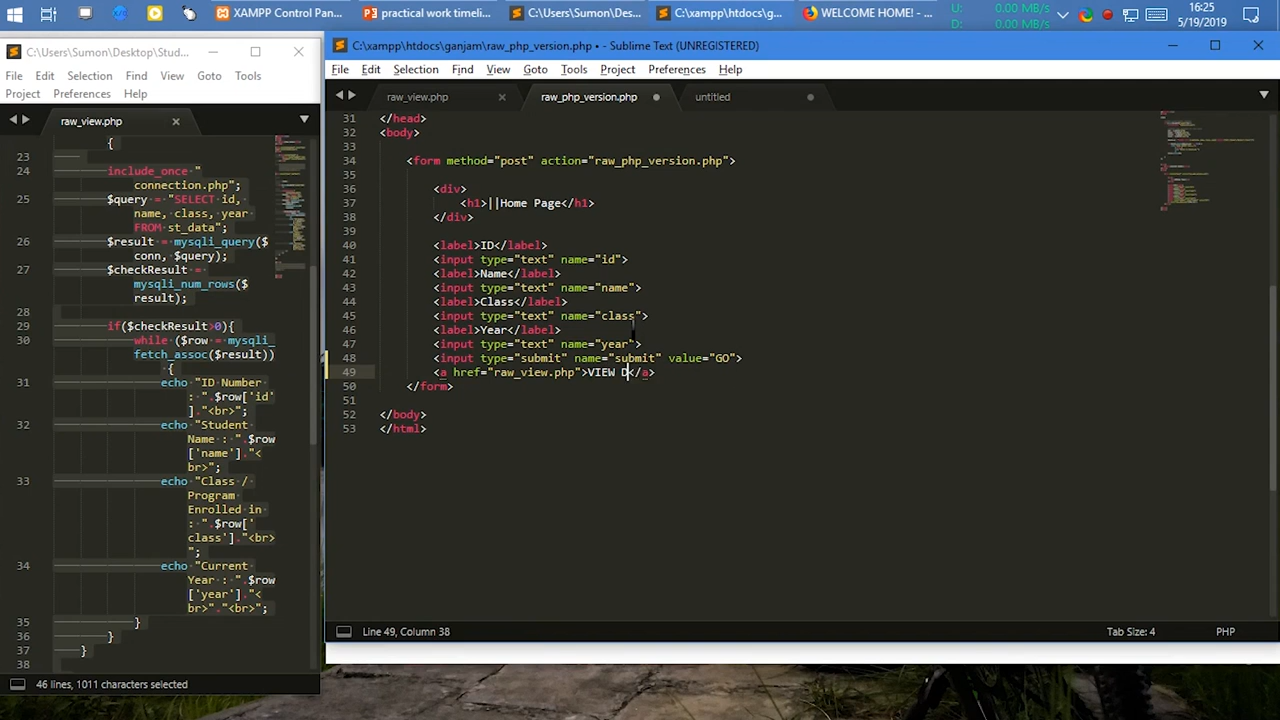 XAMPP Control Pan...
practical work timeli...
C:\Users\Sumon\Des...
C:\xampp\htdocs\g...
WELCOME HOME! - ...
U: 0.00 MB/s
D: 0.00 MB/s
16:25
5/19/2019
C:\Users\Sumon\Desktop\Stud...
File Edit Selection Find View Goto Tools
Project Preferences Help
raw_view.php
{
23
24 include_once "
connection.php";
25 $query = "SELECT id,
name, class, year
FROM st_data";
26 $result = mysqli_query($
conn, $query);
27 $checkResult =
mysqli_num_rows($
result);
28
29 if($checkResult>0){
30 while ($row = mysqli_
fetch_assoc($result))
{
31 echo "ID Number
: ".$row['id'
]."<br>";
32 echo "Student
Name : ".$row
['name']."<
br>";
33 echo "Class /
Program
Enrolled in
: ".$row['
class']."<br>
";
34 echo "Current
Year : ".$row
['year']."<
br>"."<br>";
35 }
36 }
37 }
38
46 lines, 1011 characters selected
C:\xampp\htdocs\ganjam\raw_php_version.php • - Sublime Text (UNREGISTERED)
File Edit Selection Find View Goto Tools Project Preferences Help
raw_view.php raw_php_version.php untitled
31 </head>
32 <body>
33
34 <form method="post" action="raw_php_version.php">
35
36 <div>
37 <h1>||Home Page</h1>
38 </div>
39
40 <label>ID</label>
41 <input type="text" name="id">
42 <label>Name</label>
43 <input type="text" name="name">
44 <label>Class</label>
45 <input type="text" name="class">
46 <label>Year</label>
47 <input type="text" name="year">
48 <input type="submit" name="submit" value="GO">
49 <a href="raw_view.php">VIEW D</a>
50 </form>
51
52 </body>
53 </html>
Line 49, Column 38
Tab Size: 4 PHP